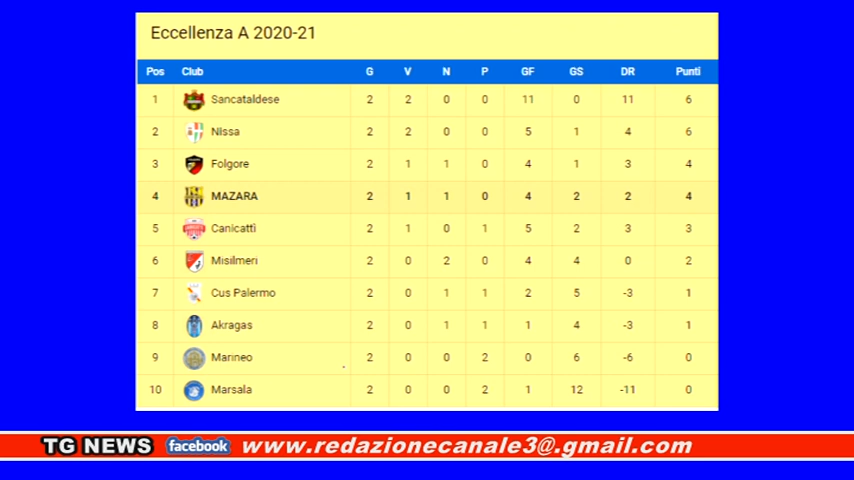 Eccellenza A 2020-21
Pos Club G V N P GF GS DR Punti
1 Sancataldese 2 2 0 0 11 0 11 6
2 Nissa 2 2 0 0 5 1 4 6
3 Folgore 2 1 1 0 4 1 3 4
4 MAZARA 2 1 1 0 4 2 2 4
5 Canicattì 2 1 0 1 5 2 3 3
6 Misilmeri 2 0 2 0 4 4 0 2
7 Cus Palermo 2 0 1 1 2 5 -3 1
8 Akragas 2 0 1 1 1 4 -3 1
9 Marineo 2 0 0 2 0 6 -6 0
10 Marsala 2 0 0 2 1 12 -11 0
TG NEWS facebook www.redazionecanale3@.gmail.com